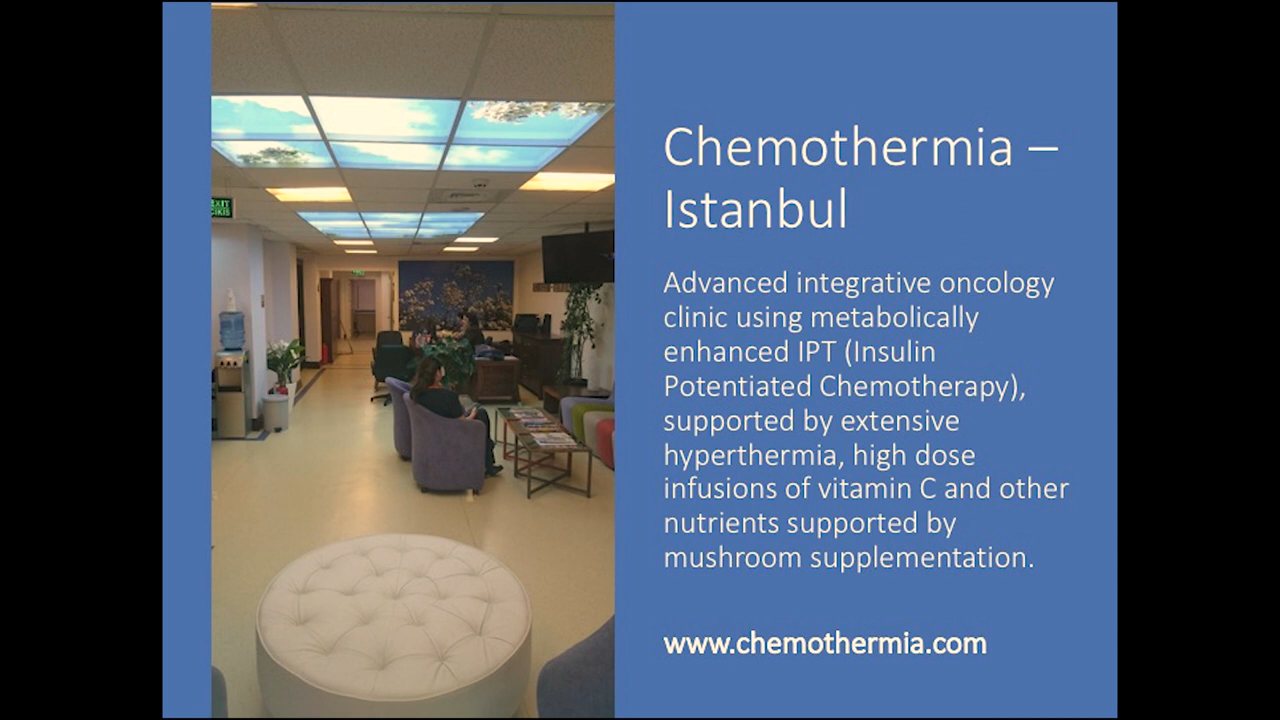 Chemothermia –
Istanbul
Advanced integrative oncology
clinic using metabolically
enhanced IPT (Insulin
Potentiated Chemotherapy),
supported by extensive
hyperthermia, high dose
infusions of vitamin C and other
nutrients supported by
mushroom supplementation.
www.chemothermia.com
EXIT